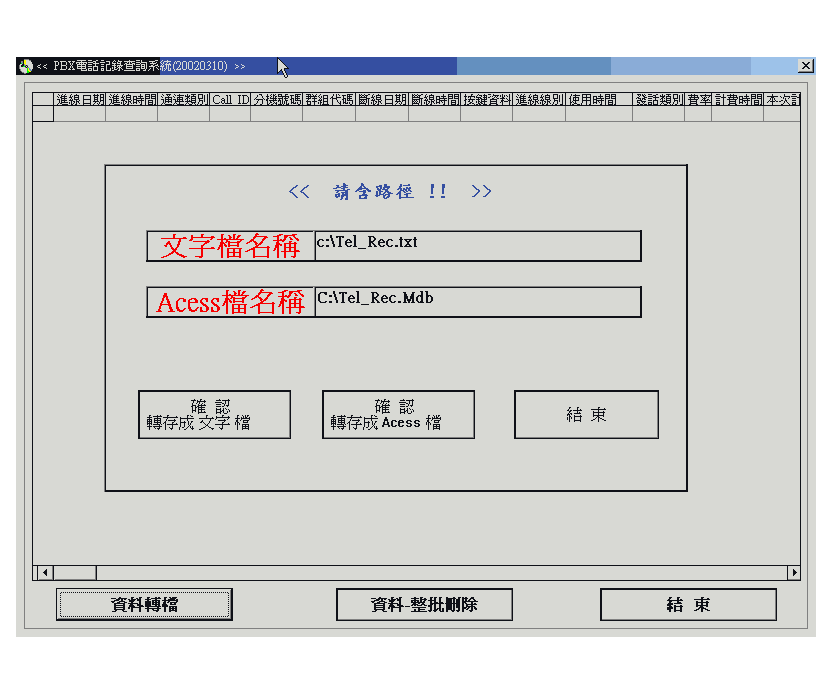 << PBX電話記錄查詢系統(20020310) >>
進線日期 進線時間 通連類別 Call ID 分機號碼 群組代碼 斷線日期 斷線時間 按鍵資料 進線線別 使用時間 發話類別 費率 計費時間 本次計
<< 請含路徑 !! >>
文字檔名稱 c:\Tel_Rec.txt
Acess檔名稱 C:\Tel_Rec.Mdb
確 認
轉存成 文字 檔
確 認
轉存成 Acess 檔
結 束
資料轉檔 資料-整批刪除 結 束